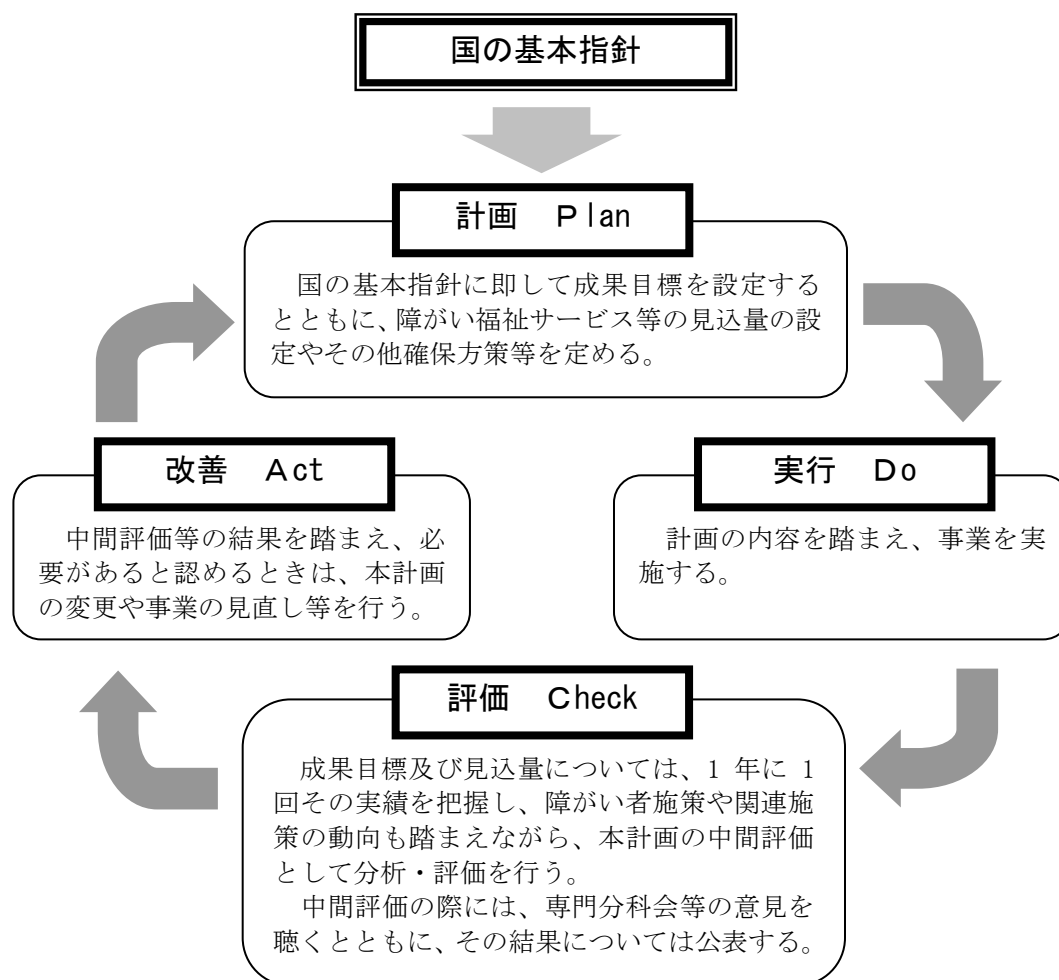 国の基本指針
計画 Plan
国の基本指針に即して成果目標を設定する
とともに、障がい福祉サービス等の見込量の設
定やその他確保方策等を定める。
改善 Act
中間評価等の結果を踏まえ、必
要があると認めるときは、本計画
の変更や事業の見直し等を行う。
実行 Do
計画の内容を踏まえ、事業を実
施する。
評価 Check
成果目標及び見込量については、1 年に 1
回その実績を把握し、障がい者施策や関連施
策の動向も踏まえながら、本計画の中間評価
として分析・評価を行う。
中間評価の際には、専門分科会等の意見を
聴くとともに、その結果については公表する。